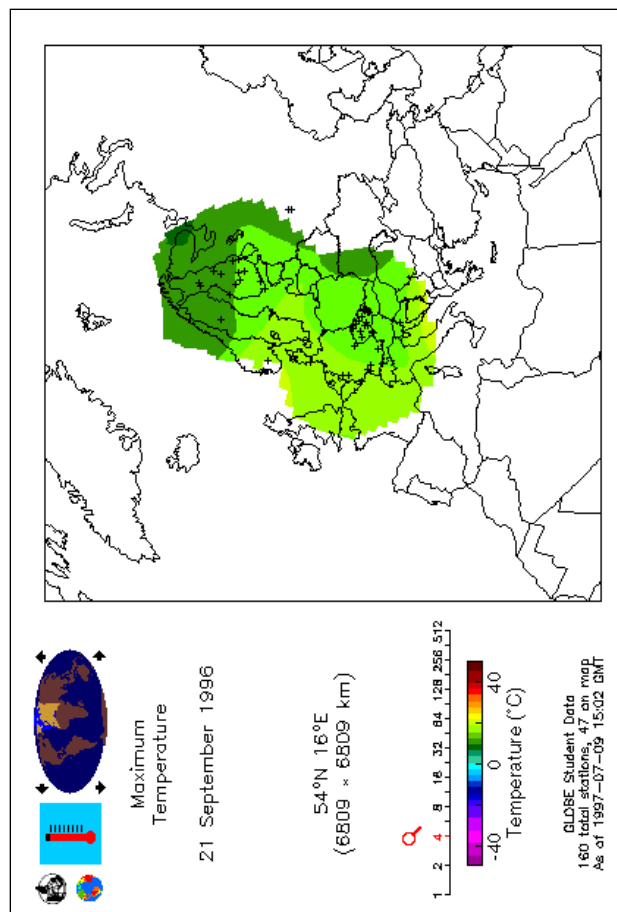 Maximum
Temperature
21 September 1996
54°N 16°E
(6809 × 6809 km)
1 2 4 8 16 32 64 128 256 512
-40 0 40
Temperature (°C)
GLOBE Student Data
160 total stations, 47 on map
As of 1997-07-09 15:02 GMT